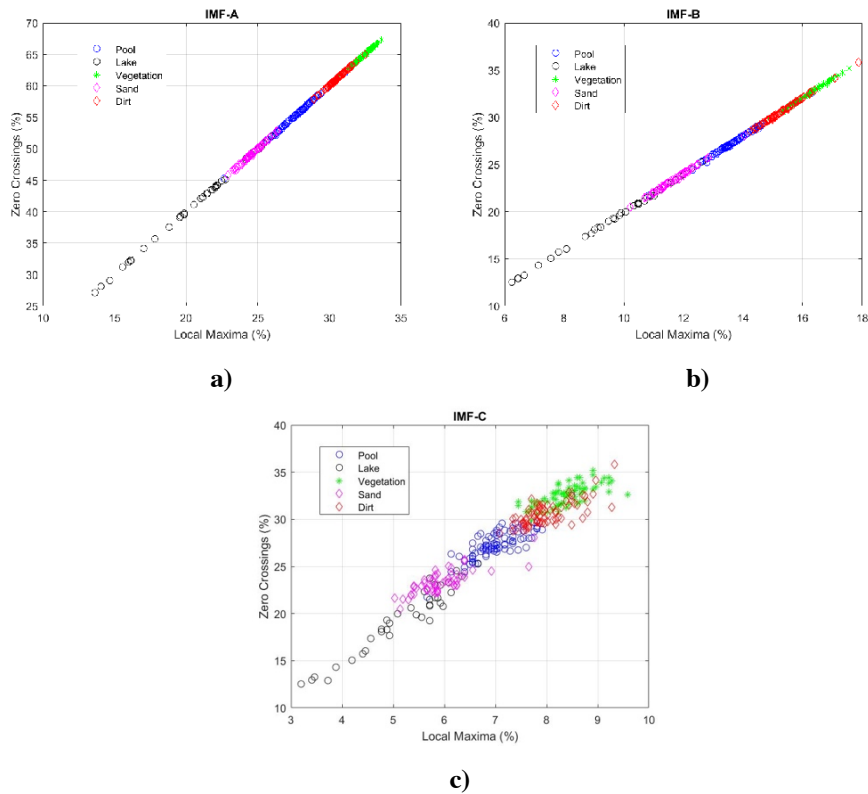 IMF-A
70
65
60
55
50
45
40
35
30
25
Zero Crossings (%)
Pool
Lake
Vegetation
Sand
Dirt
10 15 20 25 30 35
Local Maxima (%)
a)
IMF-B
40
35
30
25
20
15
10
Zero Crossings (%)
Pool
Lake
Vegetation
Sand
Dirt
6 8 10 12 14 16 18
Local Maxima (%)
b)
IMF-C
40
35
30
25
20
15
10
Zero Crossings (%)
Pool
Lake
Vegetation
Sand
Dirt
3 4 5 6 7 8 9 10
Local Maxima (%)
c)